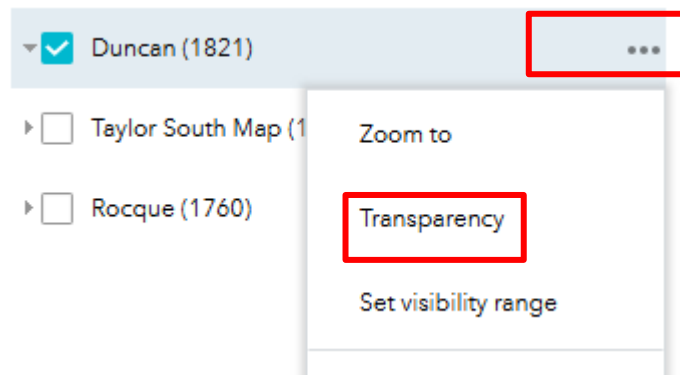 Duncan (1821)
Taylor South Map (1
Zoom to
Rocque (1760)
Transparency
Set visibility range